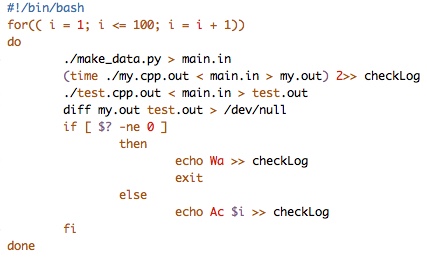 #!/bin/bash
for(( i = 1; i <= 100; i = i + 1))
do
        ./make_data.py > main.in
        (time ./my.cpp.out < main.in > my.out) 2>> checkLog
        ./test.cpp.out < main.in > test.out
        diff my.out test.out > /dev/null
        if [ $? -ne 0 ]
                then
                        echo Wa >> checkLog
                        exit
                else
                        echo Ac $i >> checkLog
        fi
done